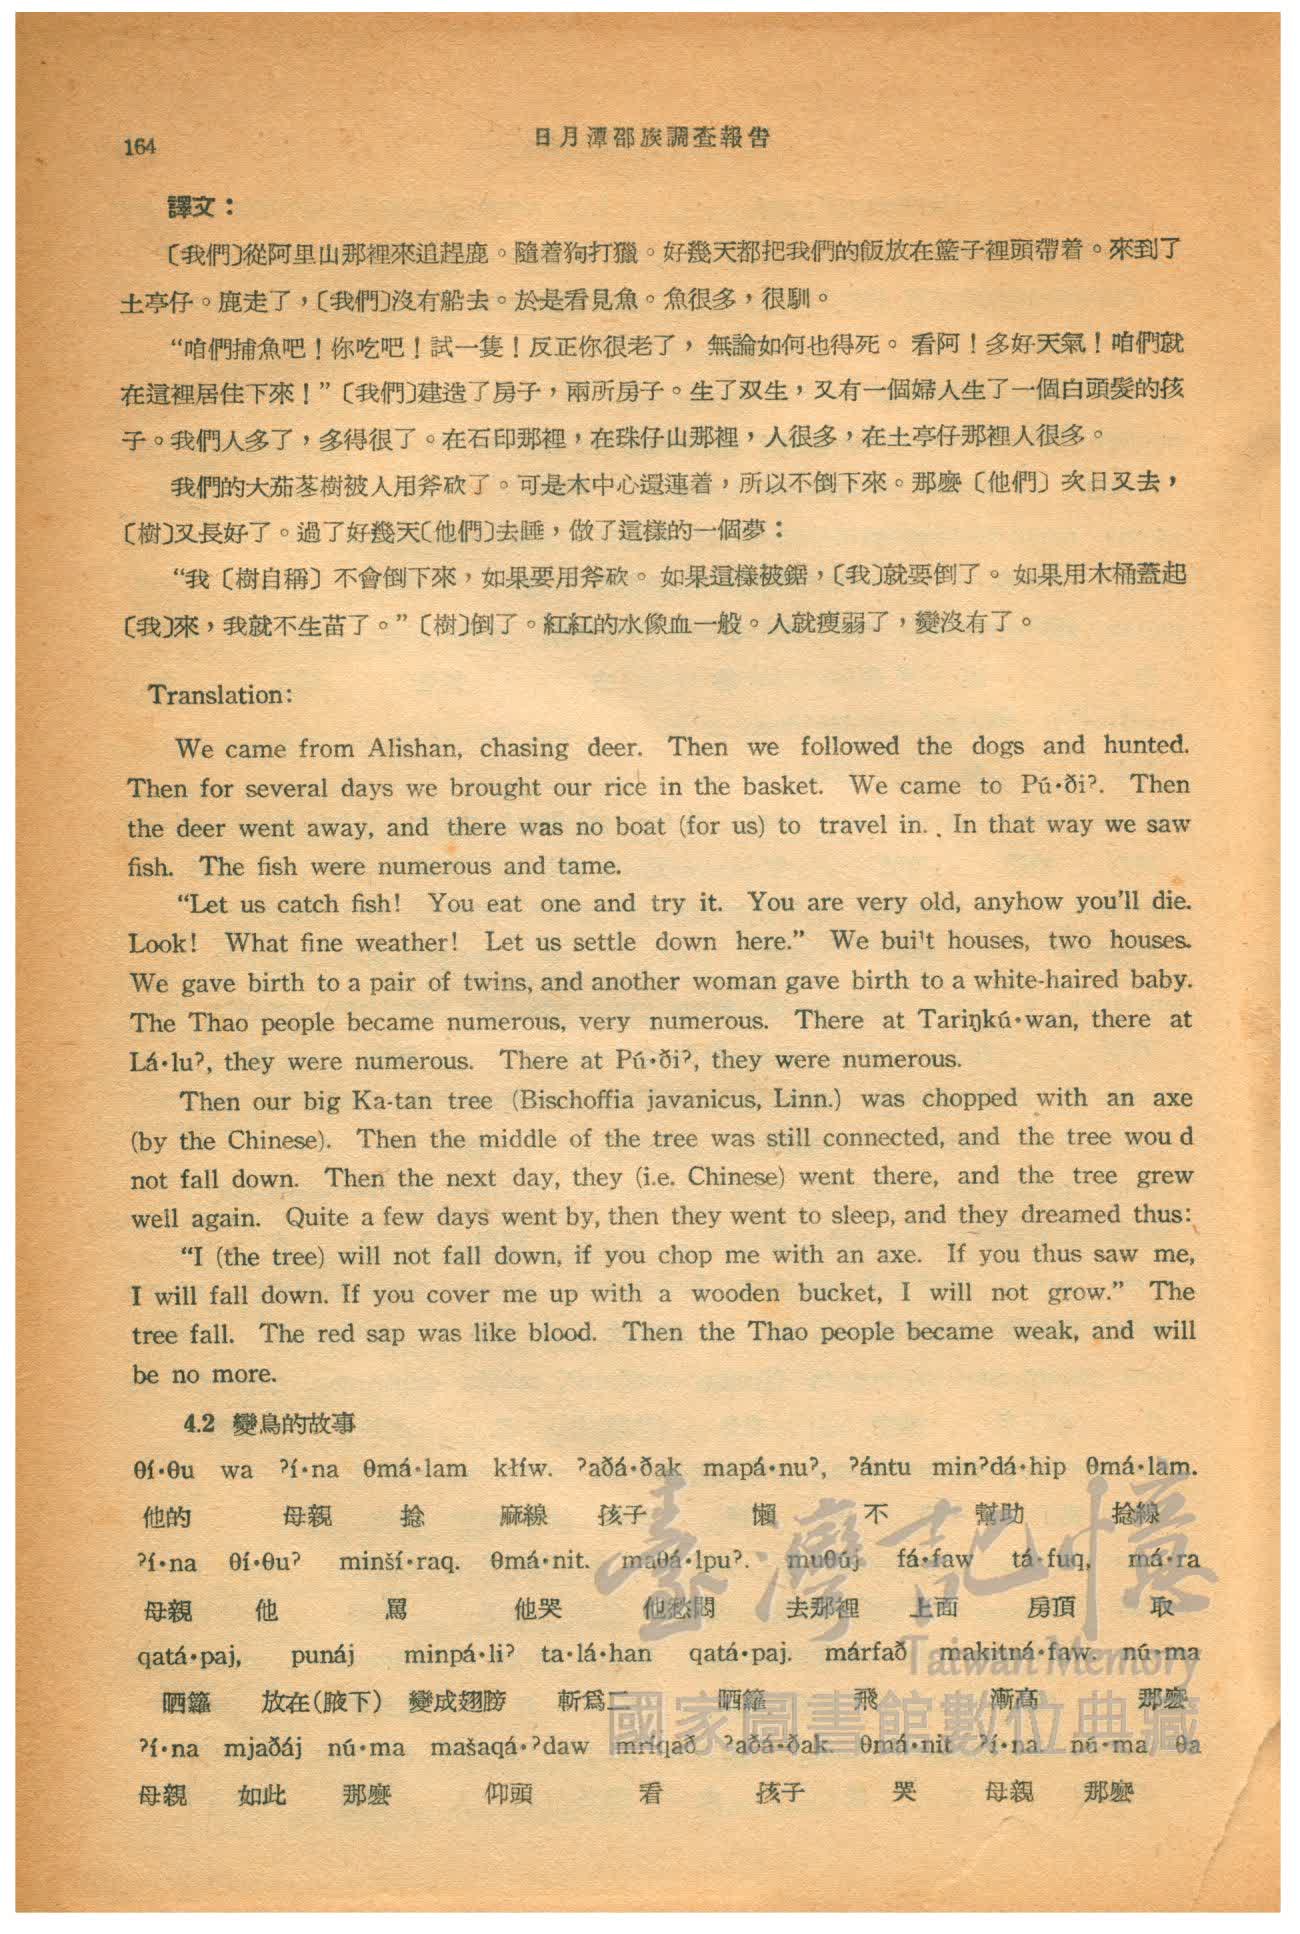 164
日月潭邵族調查報告
譯文：
〔我們〕從阿里山那裡來追趕鹿。隨着狗打獵。好幾天都把我們的飯放在籃子裡頭帶着。來到了
土亭仔。鹿走了，〔我們〕沒有船去。於是看見魚。魚很多，很馴。
“咱們捕魚吧！你吃吧！試一隻！反正你很老了，無論如何也得死。看阿！多好天氣！咱們就
在這裡居住下來！”〔我們〕建造了房子，兩所房子。生了双生，又有一個婦人生了一個白頭髮的孩
子。我們人多了，多得很了。在石印那裡，在珠仔山那裡，人很多，在土亭仔那裡人很多。
我們的大茄苳樹被人用斧砍了。可是木中心還連着，所以不倒下來。那麼〔他們〕次日又去，
〔樹〕又長好了。過了好幾天〔他們〕去睡，做了這樣的一個夢：
“我〔樹自稱〕不會倒下來，如果要用斧砍。如果這樣被鋸，〔我〕就要倒了。如果用木桶蓋起
〔我〕來，我就不生苗了。”〔樹〕倒了。紅紅的水像血一般。人就瘦弱了，變沒有了。
Translation:
We came from Alishan, chasing deer. Then we followed the dogs and hunted.
Then for several days we brought our rice in the basket. We came to Pú·ðiˀ. Then
the deer went away, and there was no boat (for us) to travel in. . In that way we saw
fish. The fish were numerous and tame.
“Let us catch fish! You eat one and try it. You are very old, anyhow you’ll die.
Look! What fine weather! Let us settle down here.” We bui't houses, two houses.
We gave birth to a pair of twins, and another woman gave birth to a white-haired baby.
The Thao people became numerous, very numerous. There at Tariŋkú·wan, there at
Lá·luˀ, they were numerous. There at Pú·ðiˀ, they were numerous.
Then our big Ka-tan tree (Bischoffia javanicus, Linn.) was chopped with an axe
(by the Chinese). Then the middle of the tree was still connected, and the tree wou d
not fall down. Then the next day, they (i.e. Chinese) went there, and the tree grew
well again. Quite a few days went by, then they went to sleep, and they dreamed thus:
“I (the tree) will not fall down, if you chop me with an axe. If you thus saw me,
I will fall down. If you cover me up with a wooden bucket, I will not grow.” The
tree fall. The red sap was like blood. Then the Thao people became weak, and will
be no more.
4.2 變鳥的故事
θí·θu wa ˀí·na θmá·lam kłíw. ˀaðá·ðak mapá·nuˀ, ˀántu minˀdá·hip θmá·lam.
他的 母親 捻 麻線 孩子 懶 不 幫助 捻線
ˀí·na θí·θuˀ minší·raq. θmá·nit. maθá·lpuˀ. muθúj fá·faw tá·fuq, má·ra
母親 他 罵 他哭 他愁悶 去那裡 上面 房頂 取
qatá·paj, punáj minpá·liˀ ta·lá·han qatá·paj. márfað makitná·faw. nú·ma
晒籮 放在(腋下) 變成翅膀 斬爲二 晒籮 飛 漸高 那麼
ˀí·na mjaðáj nú·ma mašaqá·ˀdaw mríqað ˀaðá·ðak. θmá·nit ˀí·na. nú·ma θa
母親 如此 那麼 仰頭 看 孩子 哭 母親 那麼
臺灣記憶
Taiwan Memory
國家圖書館數位典藏